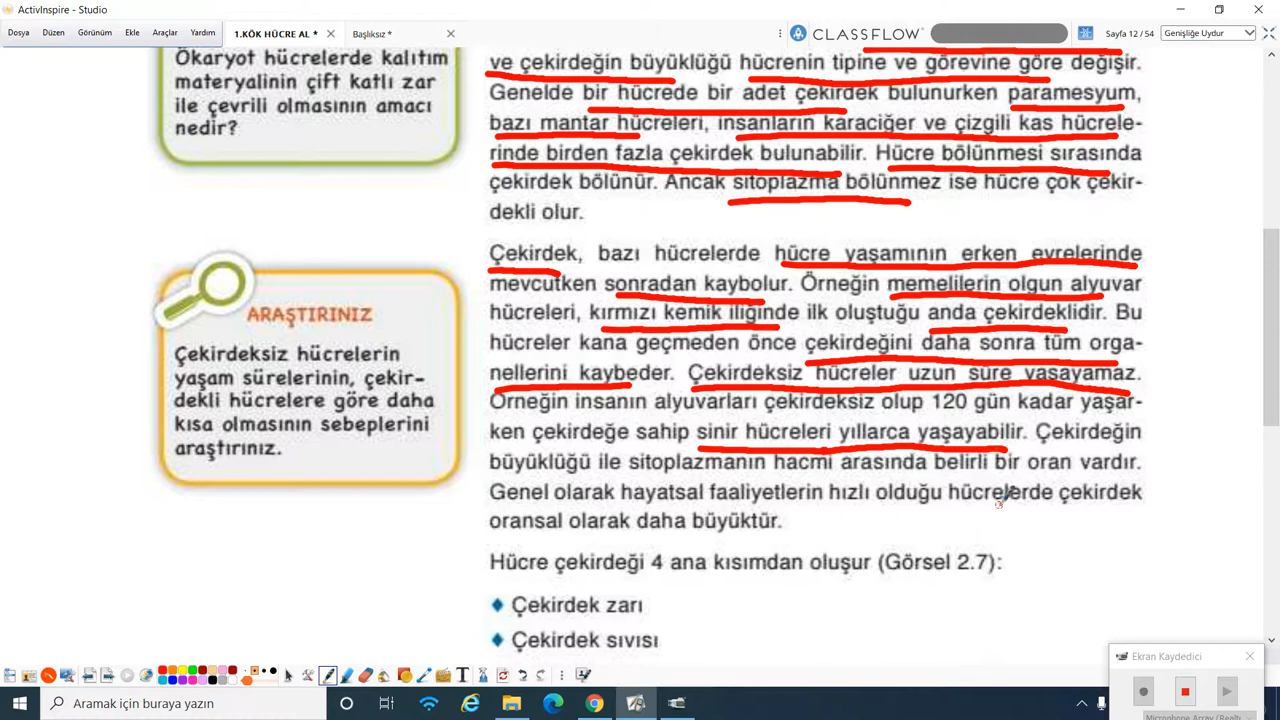 ActivInspire - Studio
Dosya Düzen Görünüm Ekle Araçlar Yardım
1.KÖK HÜCRE AL *
Başlıksız *
CLASSFLOW
Sayfa 12 / 54
Genişliğe Uydur
Ökaryot hücrelerde kalıtım
materyalinin çift katlı zar
ile çevrili olmasının amacı
nedir?
ve çekirdeğin büyüklüğü hücrenin tipine ve görevine göre değişir.
Genelde bir hücrede bir adet çekirdek bulunurken paramesyum,
bazı mantar hücreleri, insanların karaciğer ve çizgili kas hücrele-
rinde birden fazla çekirdek bulunabilir. Hücre bölünmesi sırasında
çekirdek bölünür. Ancak sitoplazma bölünmez ise hücre çok çekir-
dekli olur.
ARAŞTIRINIZ
Çekirdeksiz hücrelerin
yaşam sürelerinin, çekir-
dekli hücrelere göre daha
kısa olmasının sebeplerini
araştırınız.
Çekirdek, bazı hücrelerde hücre yaşamının erken evrelerinde
mevcutken sonradan kaybolur. Örneğin memelilerin olgun alyuvar
hücreleri, kırmızı kemik iliğinde ilk oluştuğu anda çekirdeklidir. Bu
hücreler kana geçmeden önce çekirdeğini daha sonra tüm orga-
nellerini kaybeder. Çekirdeksiz hücreler uzun süre yaşayamaz.
Örneğin insanın alyuvarları çekirdeksiz olup 120 gün kadar yaşar-
ken çekirdeğe sahip sinir hücreleri yıllarca yaşayabilir. Çekirdeğin
büyüklüğü ile sitoplazmanın hacmi arasında belirli bir oran vardır.
Genel olarak hayatsal faaliyetlerin hızlı olduğu hücrelerde çekirdek
oransal olarak daha büyüktür.
Hücre çekirdeği 4 ana kısımdan oluşur (Görsel 2.7):
Çekirdek zarı
Çekirdek sıvısı
Ekran Kaydedici
Microphone Array (Realt
Aramak için buraya yazın